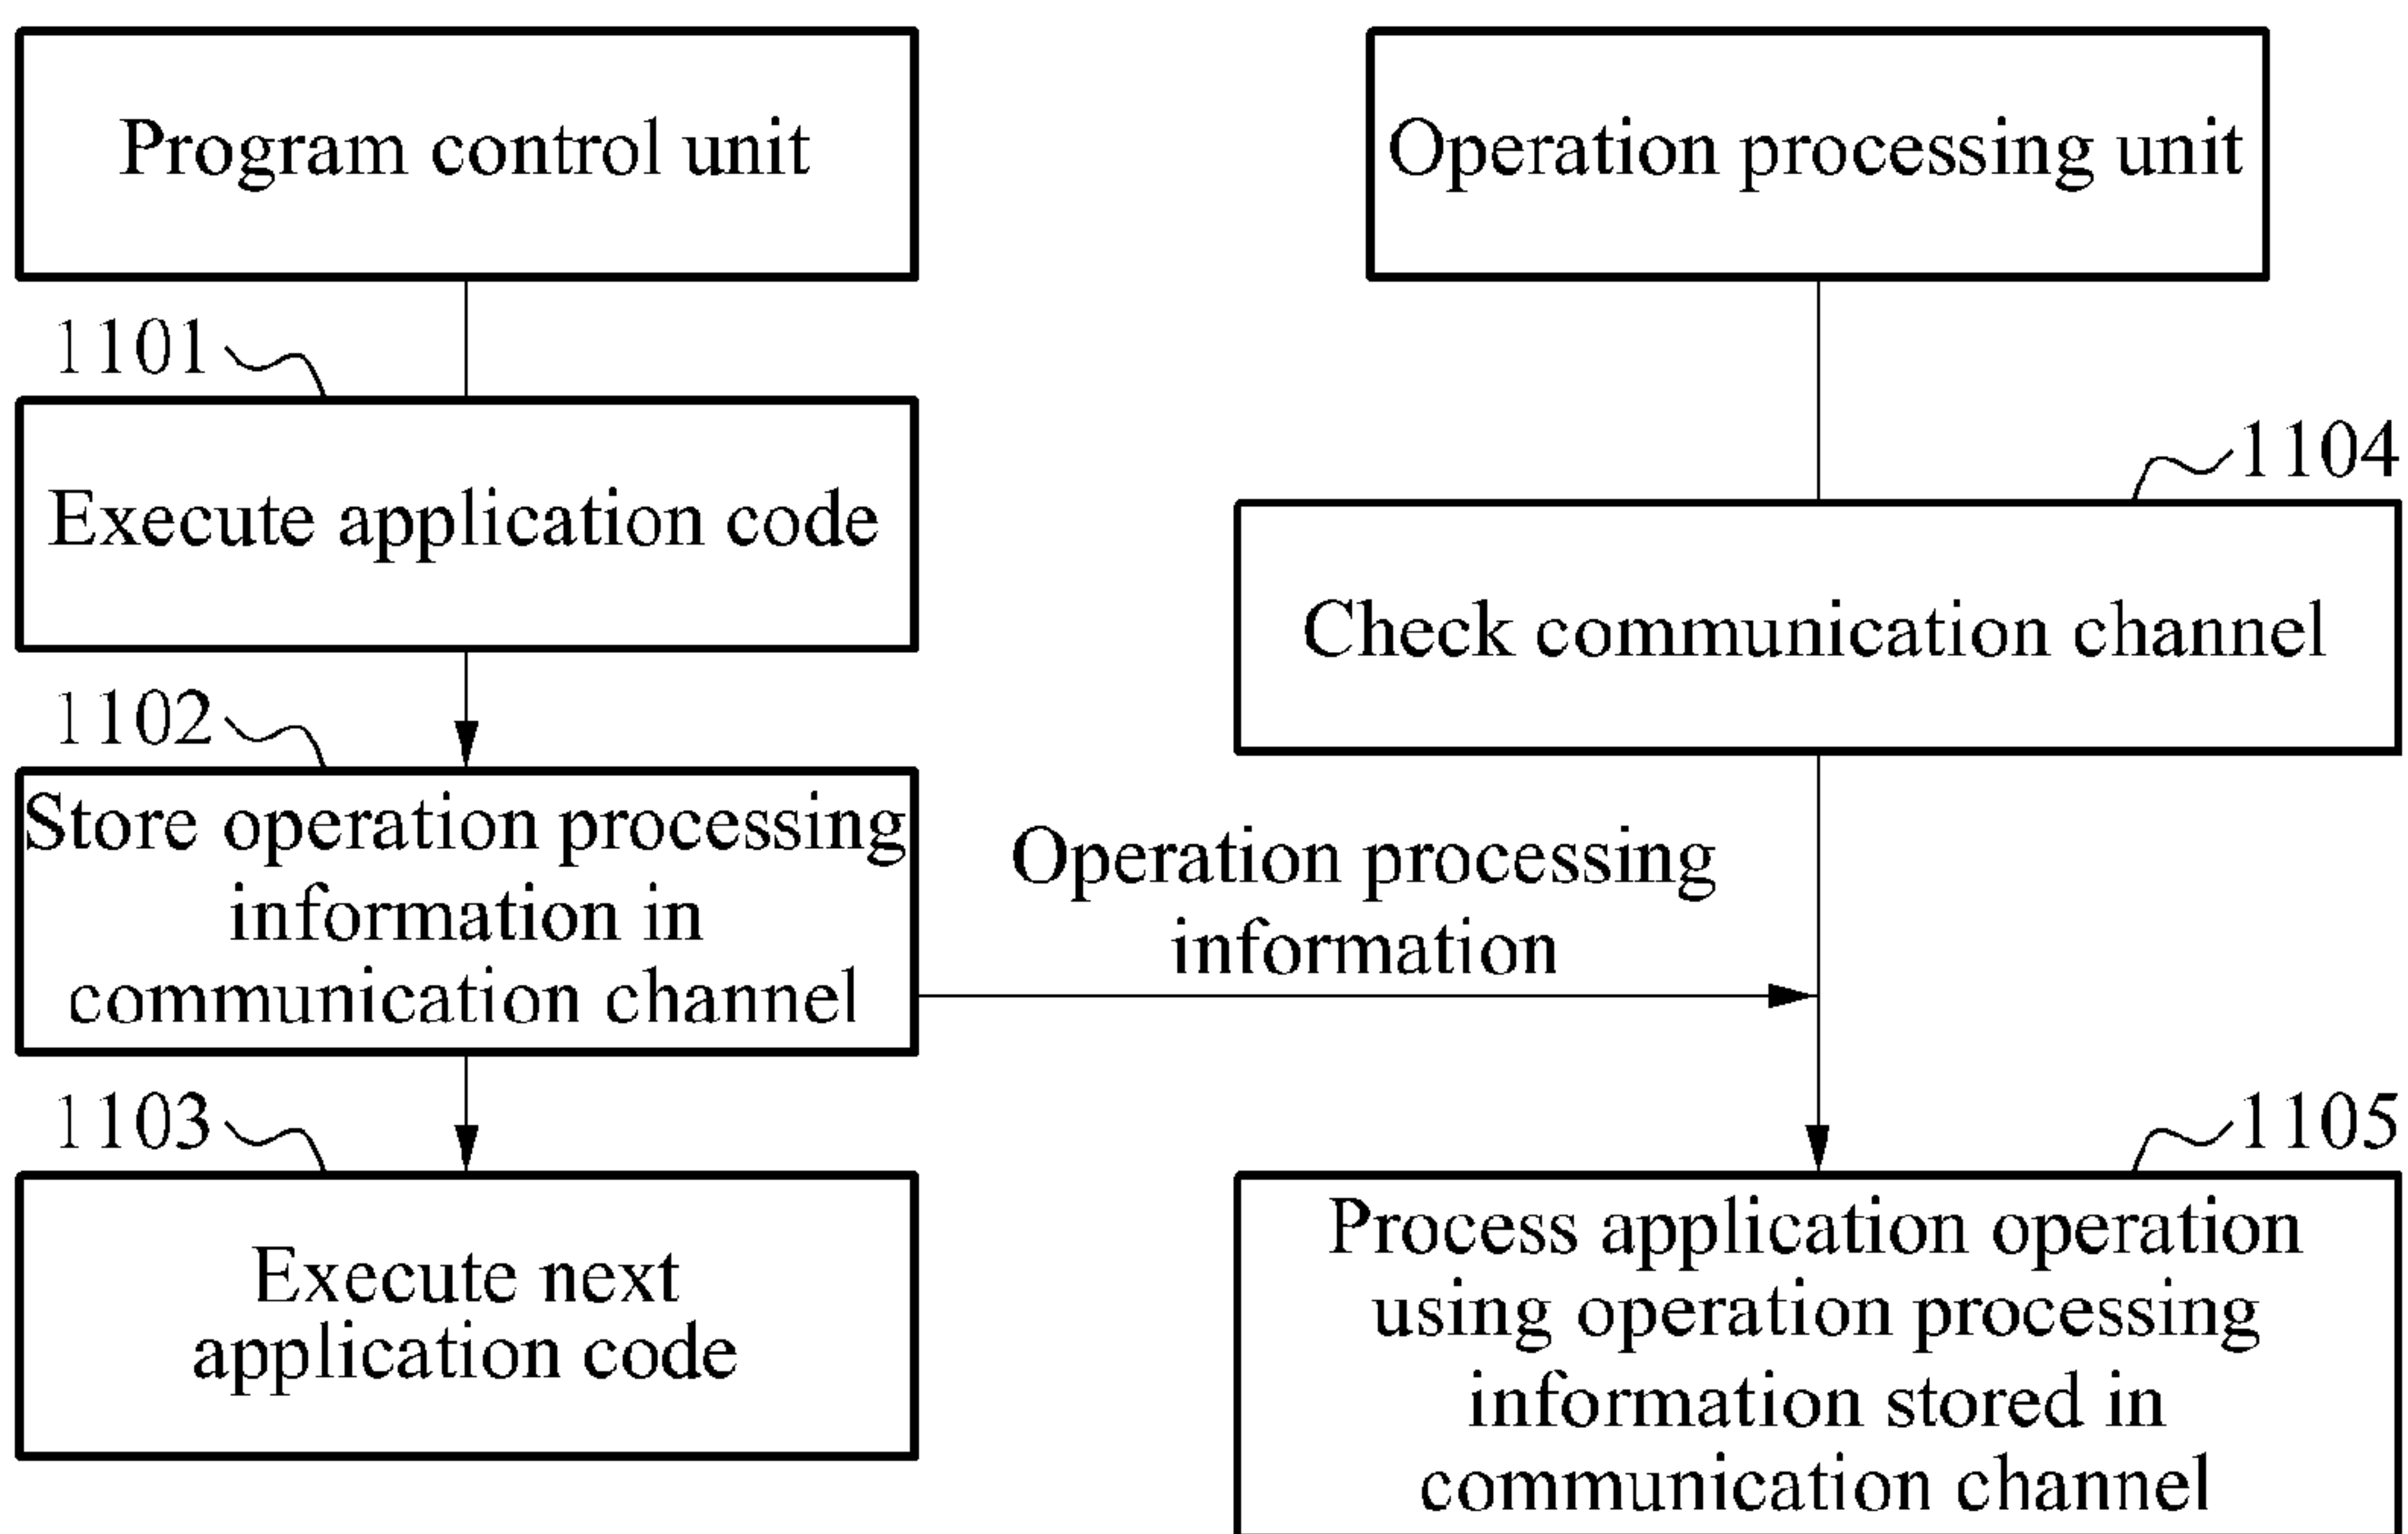 Program control unit
Operation processing unit
1101
Execute application code
1104
Check communication channel
1102
Store operation processing
information in
communication channel
Operation processing
information
1103
Execute next
application code
1105
Process application operation
using operation processing
information stored in
communication channel